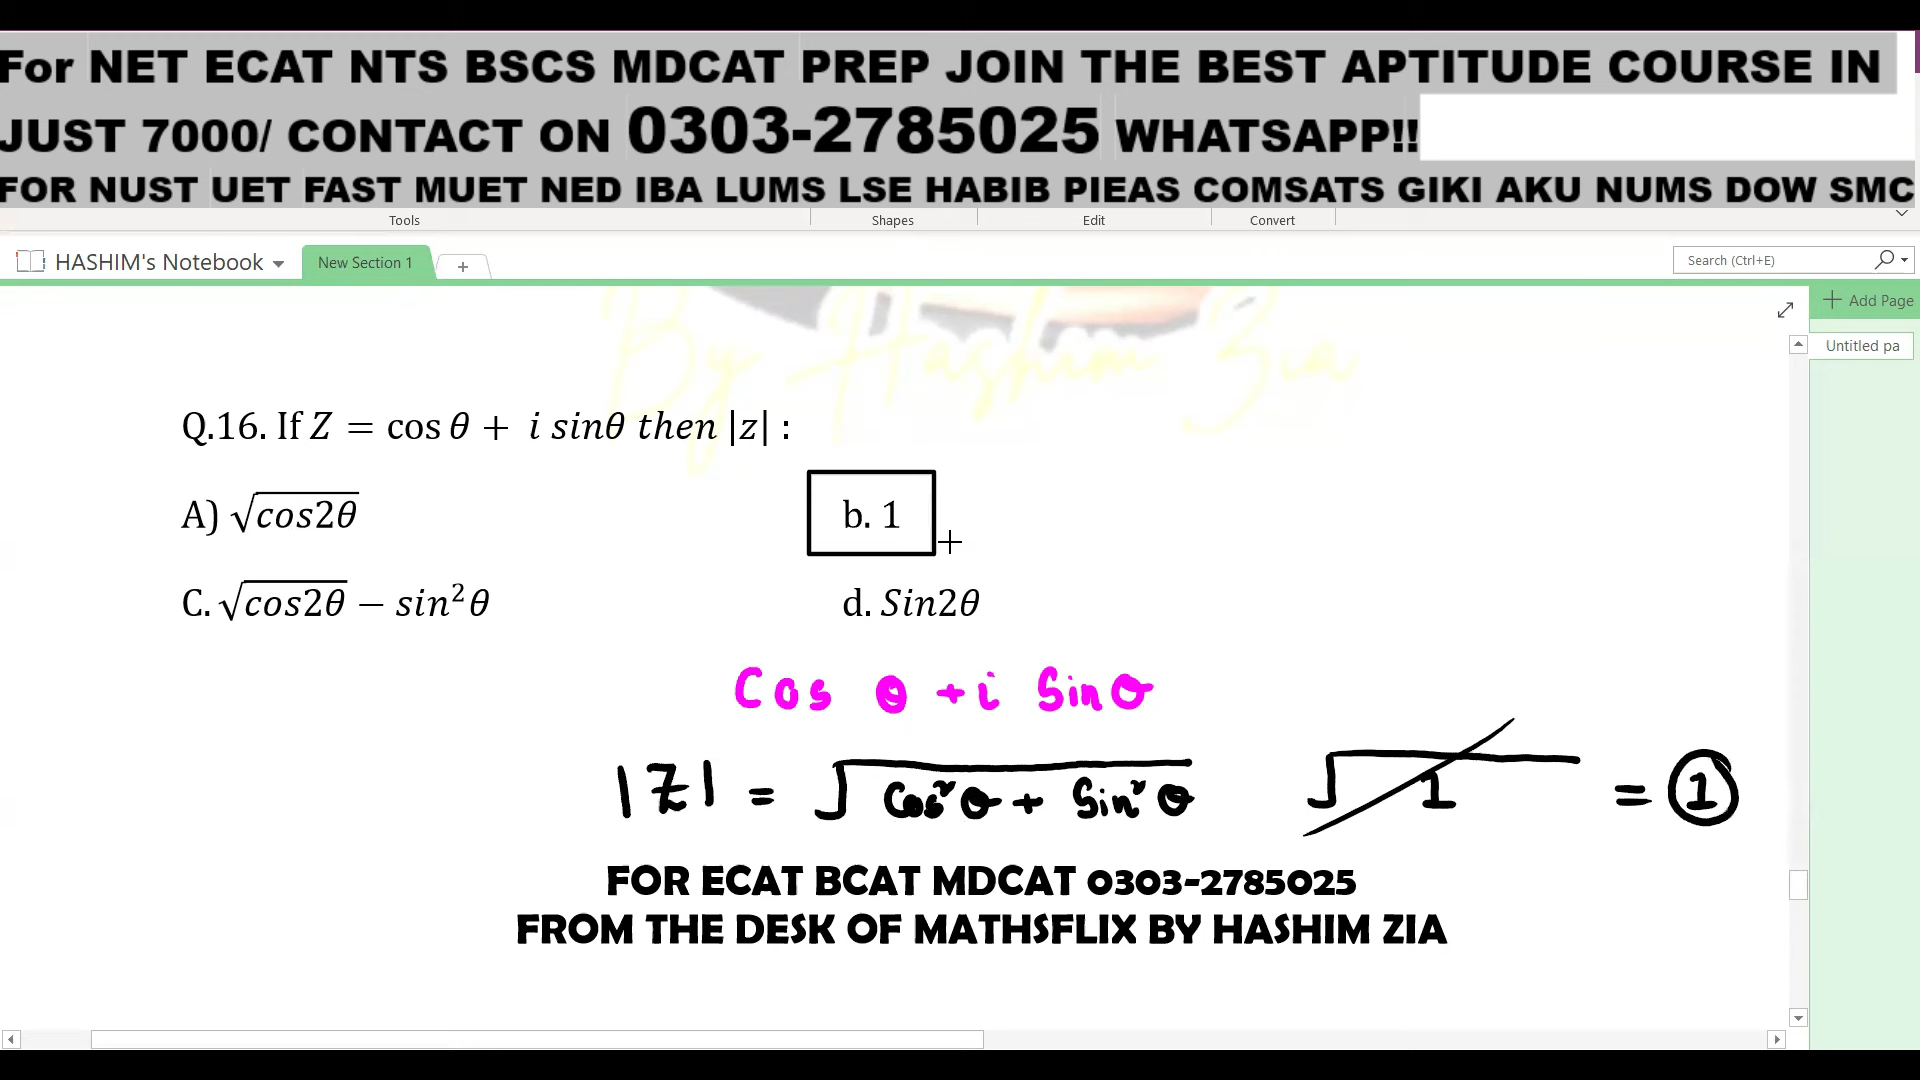 For NET ECAT NTS BSCS MDCAT PREP JOIN THE BEST APTITUDE COURSE IN
JUST 7000/ CONTACT ON 0303-2785025 WHATSAPP!!
FOR NUST UET FAST MUET NED IBA LUMS LSE HABIB PIEAS COMSATS GIKI AKU NUMS DOW SMC
Tools Shapes Edit Convert
HASHIM's Notebook New Section 1 + Search (Ctrl+E)
+ Add Page
Untitled pa
By Hashim Zia
Q.16. If Z = cos θ + i sinθ then |z| :
A) √cos2θ b. 1
C. √cos2θ − sin²θ d. Sin2θ
Cos θ + i Sin θ
|Z| = √Cos²θ + Sin²θ √1 = 1
FOR ECAT BCAT MDCAT 0303-2785025
FROM THE DESK OF MATHSFLIX BY HASHIM ZIA